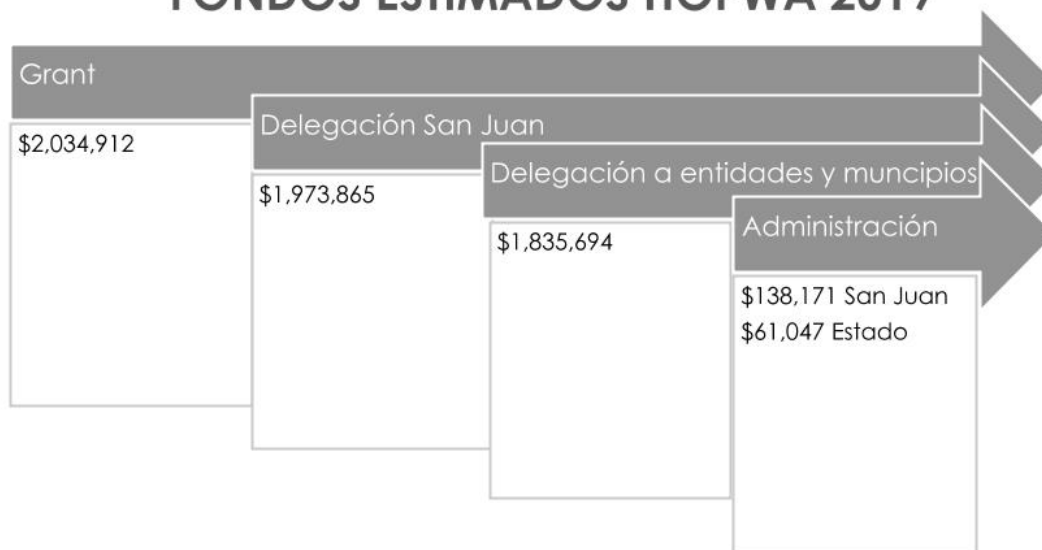 FONDOS ESTIMADOS HOPWA 2019
Grant
$2,034,912
Delegación San Juan
$1,973,865
Delegación a entidades y muncipios
$1,835,694
Administración
$138,171 San Juan
$61,047 Estado